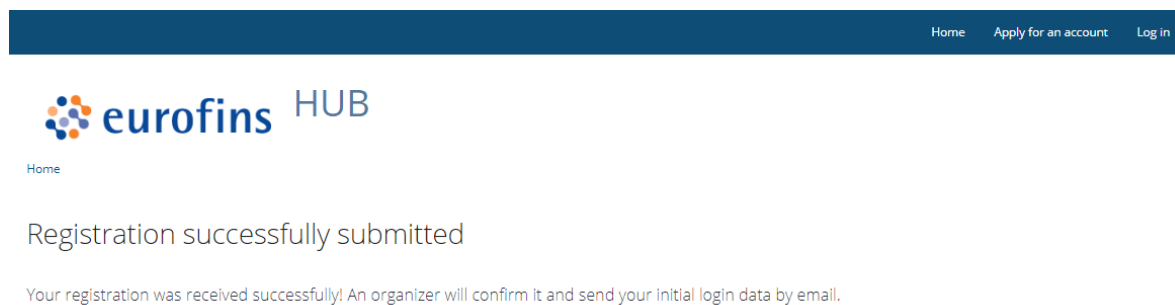 Home Apply for an account Log in
eurofins HUB
Home
Registration successfully submitted
Your registration was received successfully! An organizer will confirm it and send your initial login data by email.